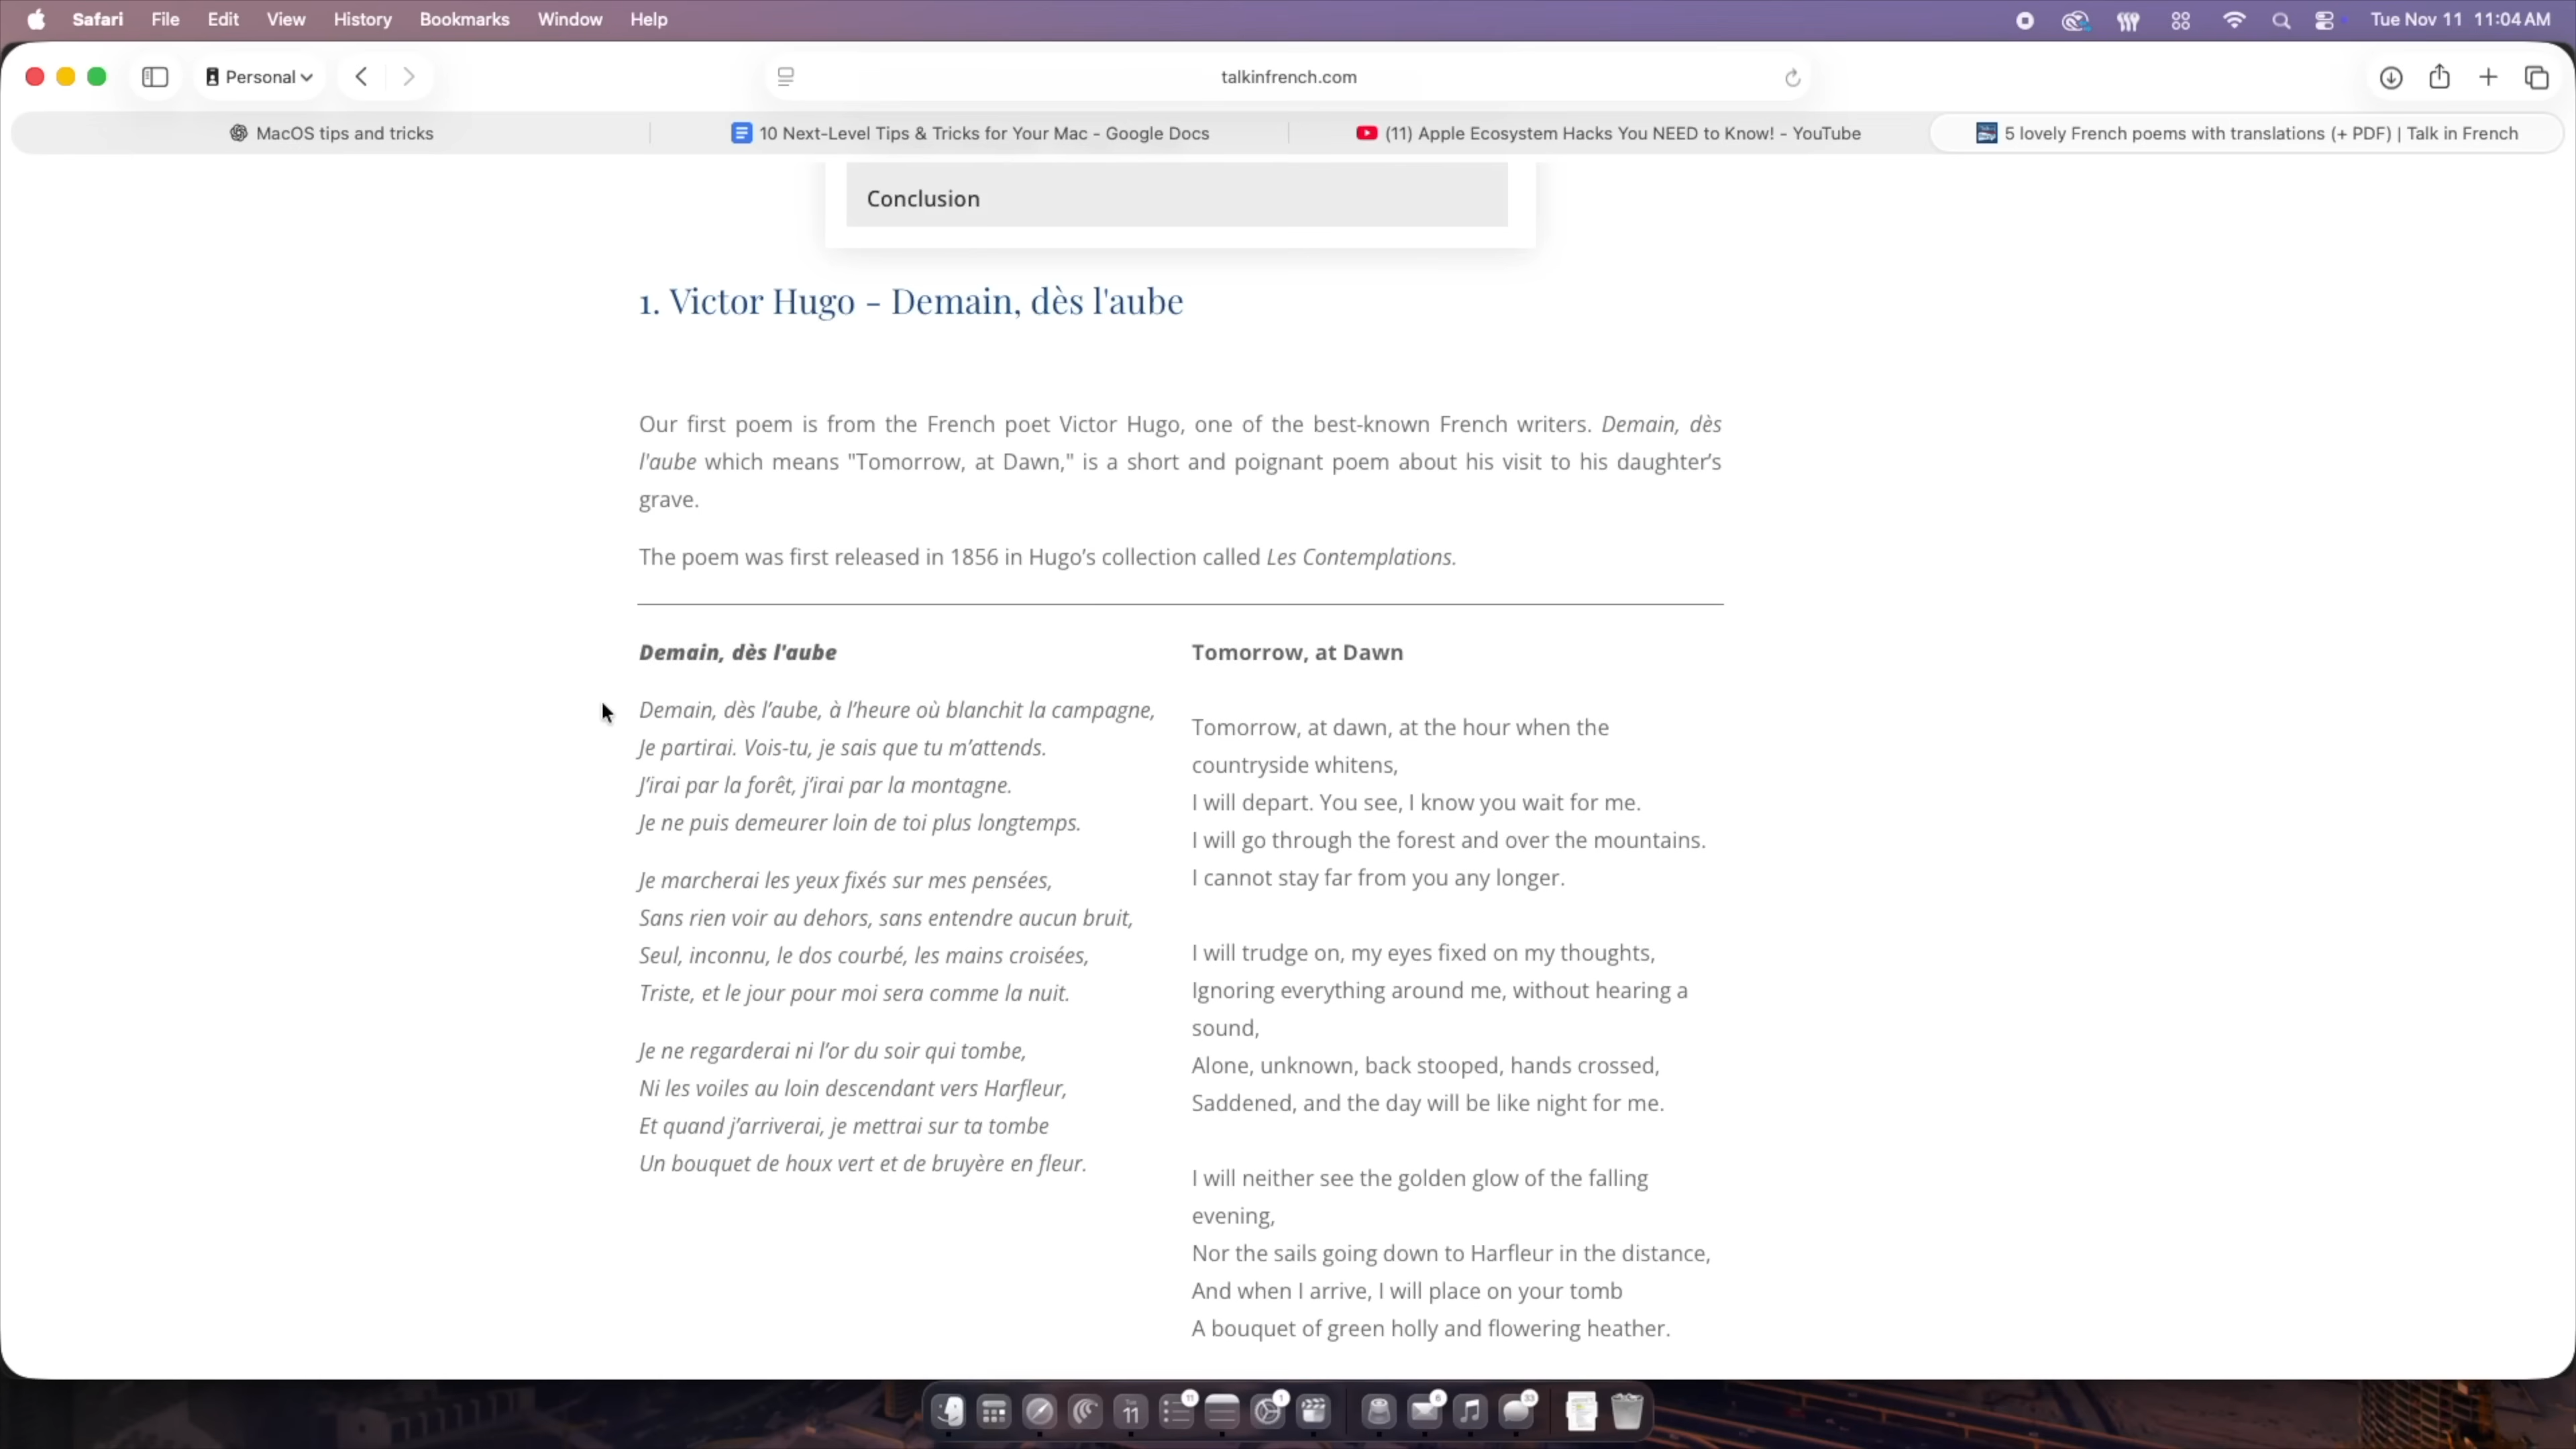 Safari File Edit View History Bookmarks Window Help
Tue Nov 11 11:04 AM
Personal
talkinfrench.com
MacOS tips and tricks
10 Next-Level Tips & Tricks for Your Mac - Google Docs
(11) Apple Ecosystem Hacks You NEED to Know! - YouTube
5 lovely French poems with translations (+ PDF) | Talk in French
Conclusion
1. Victor Hugo - Demain, dès l'aube
Our first poem is from the French poet Victor Hugo, one of the best-known French writers. Demain, dès
l'aube which means "Tomorrow, at Dawn," is a short and poignant poem about his visit to his daughter’s
grave.
The poem was first released in 1856 in Hugo’s collection called Les Contemplations.
Demain, dès l'aube
Demain, dès l’aube, à l’heure où blanchit la campagne,
Je partirai. Vois-tu, je sais que tu m’attends.
J’irai par la forêt, j’irai par la montagne.
Je ne puis demeurer loin de toi plus longtemps.
Je marcherai les yeux fixés sur mes pensées,
Sans rien voir au dehors, sans entendre aucun bruit,
Seul, inconnu, le dos courbé, les mains croisées,
Triste, et le jour pour moi sera comme la nuit.
Je ne regarderai ni l’or du soir qui tombe,
Ni les voiles au loin descendant vers Harfleur,
Et quand j’arriverai, je mettrai sur ta tombe
Un bouquet de houx vert et de bruyère en fleur.
Tomorrow, at Dawn
Tomorrow, at dawn, at the hour when the
countryside whitens,
I will depart. You see, I know you wait for me.
I will go through the forest and over the mountains.
I cannot stay far from you any longer.
I will trudge on, my eyes fixed on my thoughts,
Ignoring everything around me, without hearing a
sound,
Alone, unknown, back stooped, hands crossed,
Saddened, and the day will be like night for me.
I will neither see the golden glow of the falling
evening,
Nor the sails going down to Harfleur in the distance,
And when I arrive, I will place on your tomb
A bouquet of green holly and flowering heather.
11
11
1
6
33